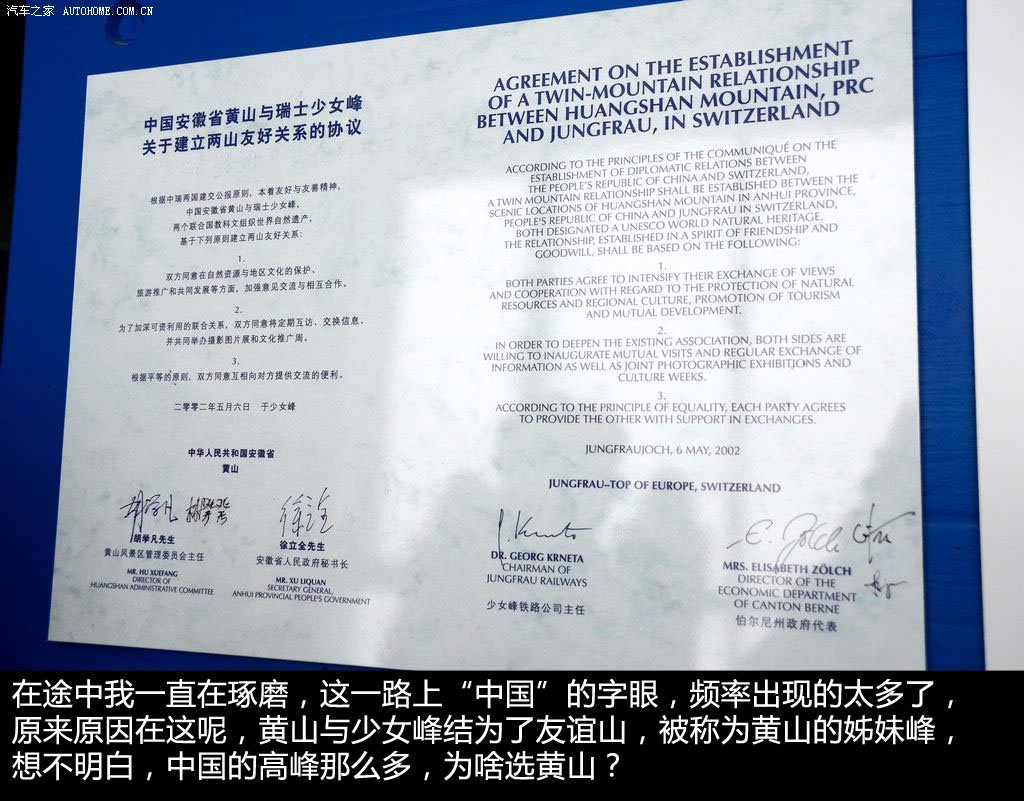 汽车之家 AUTOHOME.COM.CN
中国安徽省黄山与瑞士少女峰
关于建立两山友好关系的协议
根据中瑞两国建交公报原则，本着友好与友善精神，
中国安徽省黄山与瑞士少女峰，
两个联合国教科文组织世界自然遗产，
基于下列原则建立两山友好关系：
1.
双方同意在自然资源与地区文化的保护、
旅游推广和共同发展等方面，加强意见交流与相互合作。
2.
为了加深可资利用的联合关系，双方同意将定期互访、交换信息、
并共同举办摄影图片展和文化推广周。
3.
根据平等的原则，双方同意互相向对方提供交流的便利。
二零零二年五月六日 于少女峰
中华人民共和国安徽省
黄山
胡学凡先生
黄山风景区管理委员会主任
MR. HU XUEFANG
DIRECTOR OF
HUANGSHAN ADMINISTRATIVE COMMITTEE
徐立全先生
安徽省人民政府秘书长
MR. XU LIQUAN
SECRETARY GENERAL,
ANHUI PROVINCIAL PEOPLE'S GOVERNMENT
AGREEMENT ON THE ESTABLISHMENT
OF A TWIN-MOUNTAIN RELATIONSHIP
BETWEEN HUANGSHAN MOUNTAIN, PRC
AND JUNGFRAU, IN SWITZERLAND
ACCORDING TO THE PRINCIPLES OF THE COMMUNIQUÉ ON THE
ESTABLISHMENT OF DIPLOMATIC RELATIONS BETWEEN
THE PEOPLE'S REPUBLIC OF CHINA AND SWITZERLAND,
A TWIN MOUNTAIN RELATIONSHIP SHALL BE ESTABLISHED BETWEEN THE
SCENIC LOCATIONS OF HUANGSHAN MOUNTAIN IN ANHUI PROVINCE,
PEOPLE'S REPUBLIC OF CHINA AND JUNGFRAU IN SWITZERLAND,
BOTH DESIGNATED A UNESCO WORLD NATURAL HERITAGE.
THE RELATIONSHIP, ESTABLISHED IN A SPIRIT OF FRIENDSHIP AND
GOODWILL, SHALL BE BASED ON THE FOLLOWING:
1.
BOTH PARTIES AGREE TO INTENSIFY THEIR EXCHANGE OF VIEWS
AND COOPERATION WITH REGARD TO THE PROTECTION OF NATURAL
RESOURCES AND REGIONAL CULTURE, PROMOTION OF TOURISM
AND MUTUAL DEVELOPMENT.
2.
IN ORDER TO DEEPEN THE EXISTING ASSOCIATION, BOTH SIDES ARE
WILLING TO INAUGURATE MUTUAL VISITS AND REGULAR EXCHANGE OF
INFORMATION AS WELL AS JOINT PHOTOGRAPHIC EXHIBITIONS AND
CULTURE WEEKS.
3.
ACCORDING TO THE PRINCIPLE OF EQUALITY, EACH PARTY AGREES
TO PROVIDE THE OTHER WITH SUPPORT IN EXCHANGES.
JUNGFRAUJOCH, 6 MAY, 2002
JUNGFRAU–TOP OF EUROPE, SWITZERLAND
DR. GEORG KRNETA
CHAIRMAN OF
JUNGFRAU RAILWAYS
少女峰铁路公司主任
MRS. ELISABETH ZÖLCH
DIRECTOR OF THE
ECONOMIC DEPARTMENT
OF CANTON BERNE
伯尔尼州政府代表
在途中我一直在琢磨，这一路上“中国”的字眼，频率出现的太多了，
原来原因在这呢，黄山与少女峰结为了友谊山，被称为黄山的姊妹峰，
想不明白，中国的高峰那么多，为啥选黄山？